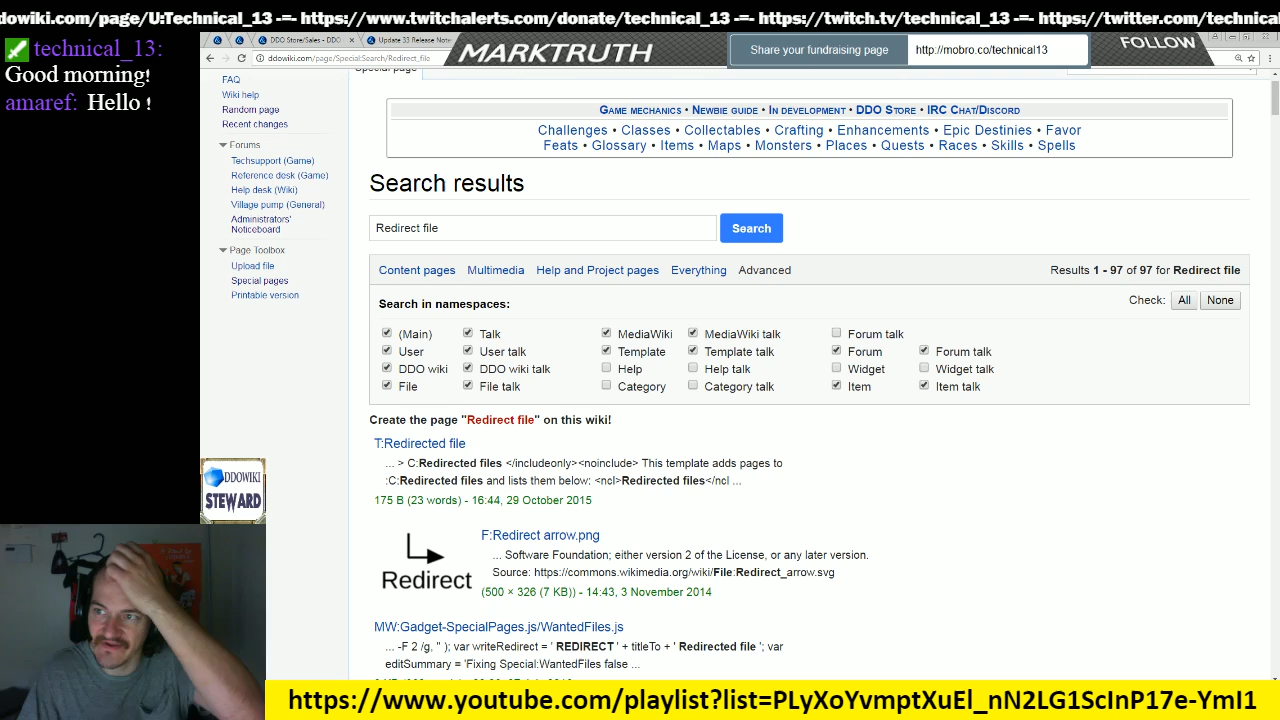 dowiki.com/page/U:Technical_13 -=- https://www.twitchalerts.com/donate/technical_13 -=- https://twitch.tv/technical_13 -=- https://twitter.com/technica
technical_13:
Good morning!
amaref: Hello !
DDO Store/Sales - DDO
Update 33 Release Not
MARKTRUTH
Share your fundraising page
http://mobro.co/technical13
FOLLOW
ddowiki.com/page/Special:Search/Redirect_file
Special page
FAQ
Wiki help
Random page
Recent changes
Forums
Techsupport (Game)
Reference desk (Game)
Help desk (Wiki)
Village pump (General)
Administrators'
Noticeboard
Page Toolbox
Upload file
Special pages
Printable version
DDOWIKI
STEWARD
Game mechanics • Newbie guide • In development • DDO Store • IRC Chat/Discord
Challenges • Classes • Collectables • Crafting • Enhancements • Epic Destinies • Favor
Feats • Glossary • Items • Maps • Monsters • Places • Quests • Races • Skills • Spells
Search results
Redirect file
Search
Content pages Multimedia Help and Project pages Everything Advanced
Results 1 - 97 of 97 for Redirect file
Search in namespaces:
Check: All None
(Main) Talk MediaWiki MediaWiki talk Forum talk
User User talk Template Template talk Forum Forum talk
DDO wiki DDO wiki talk Help Help talk Widget Widget talk
File File talk Category Category talk Item Item talk
Create the page "Redirect file" on this wiki!
T:Redirected file
... > C:Redirected files </includeonly><noinclude> This template adds pages to
:C:Redirected files and lists them below: <ncl>Redirected files</ncl ...
175 B (23 words) - 16:44, 29 October 2015
Redirect
F:Redirect arrow.png
... Software Foundation; either version 2 of the License, or any later version.
Source: https://commons.wikimedia.org/wiki/File:Redirect_arrow.svg
(500 × 326 (7 KB)) - 14:43, 3 November 2014
MW:Gadget-SpecialPages.js/WantedFiles.js
... -F 2 /g, '' ); var writeRedirect = ' REDIRECT ' + titleTo + ' Redirected file '; var
editSummary = 'Fixing Special:WantedFiles false ...
https://www.youtube.com/playlist?list=PLyXoYvmptXuEl_nN2LG1ScInP17e-YmI1